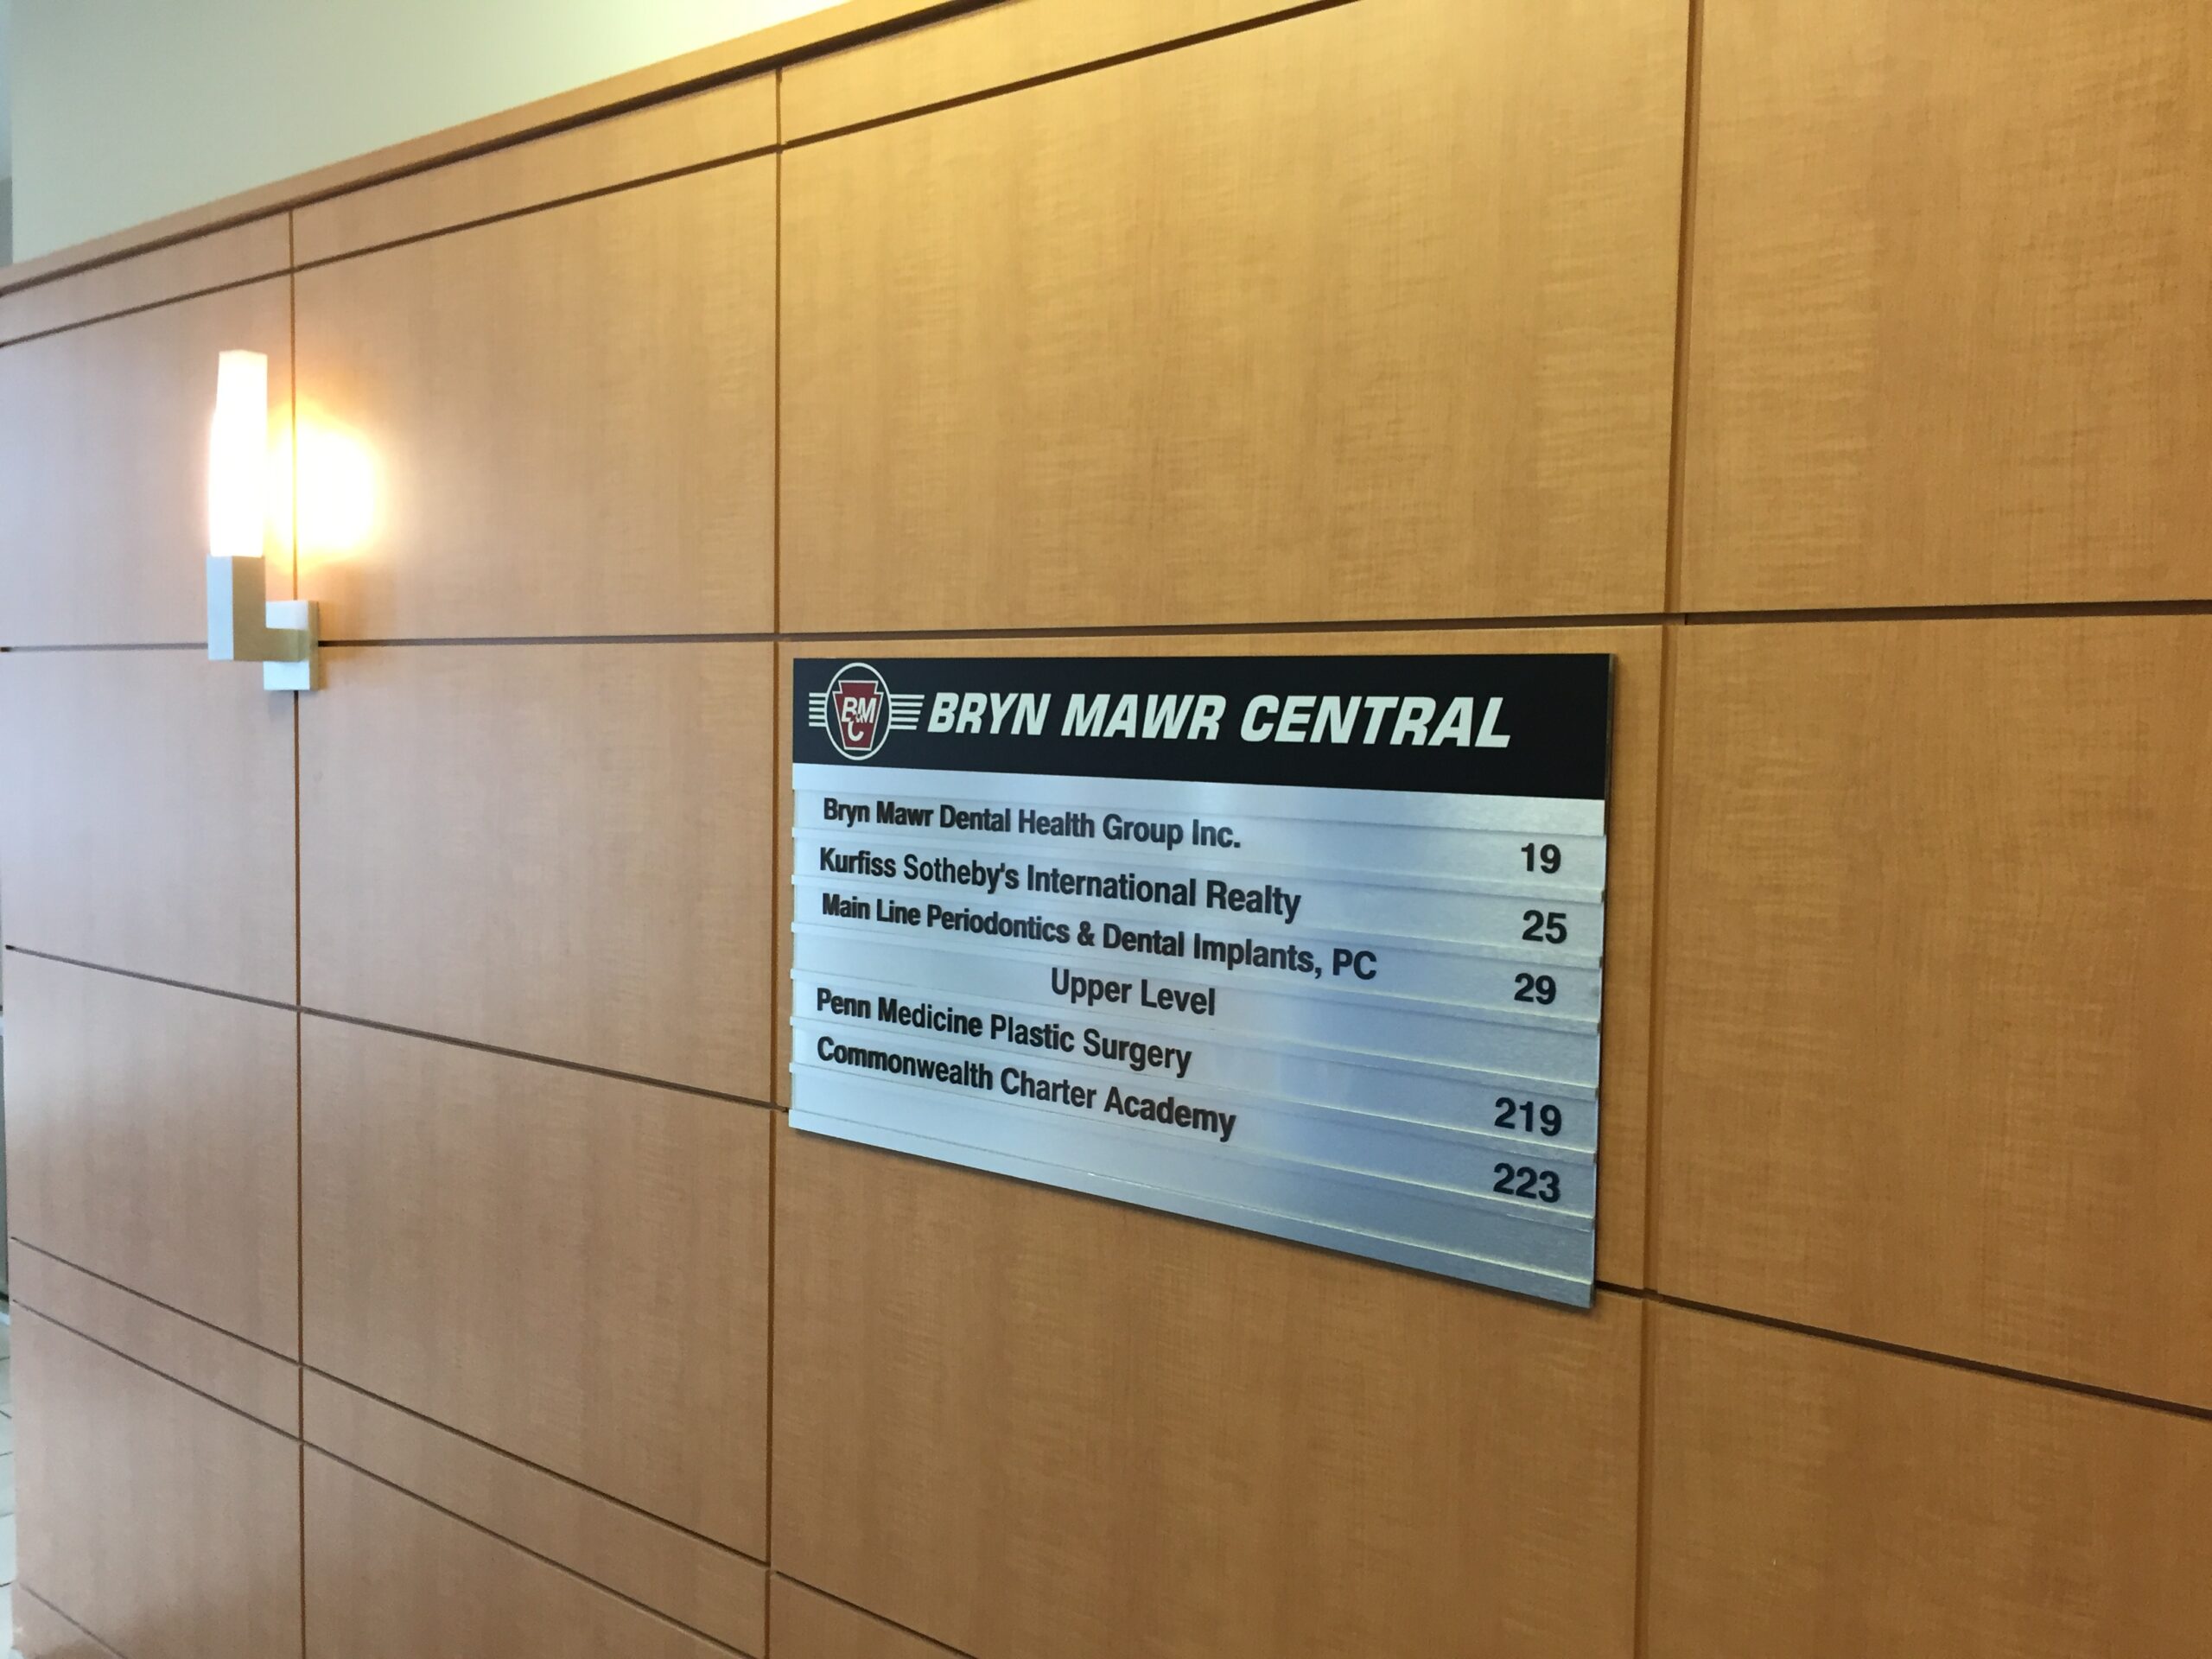 B&M
C
BRYN MAWR CENTRAL
Bryn Mawr Dental Health Group Inc. 19
Kurfiss Sotheby's International Realty 25
Main Line Periodontics & Dental Implants, PC 29
Upper Level
Penn Medicine Plastic Surgery 219
Commonwealth Charter Academy 223